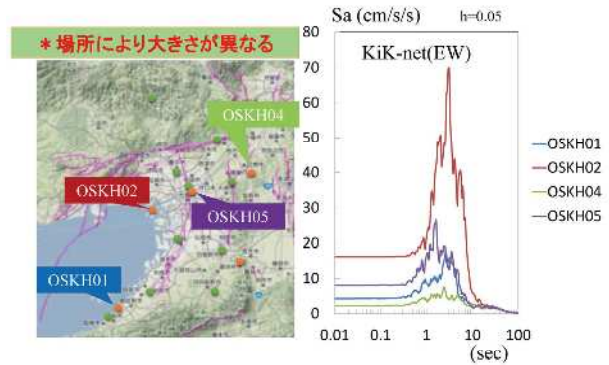 *場所により大きさが異なる
OSKH04
OSKH02
OSKH05
OSKH01
Sa (cm/s/s)
h=0.05
KiK-net(EW)
80
70
60
50
40
30
20
10
0
0.01
0.1
1
10
100
(sec)
OSKH01
OSKH02
OSKH04
OSKH05